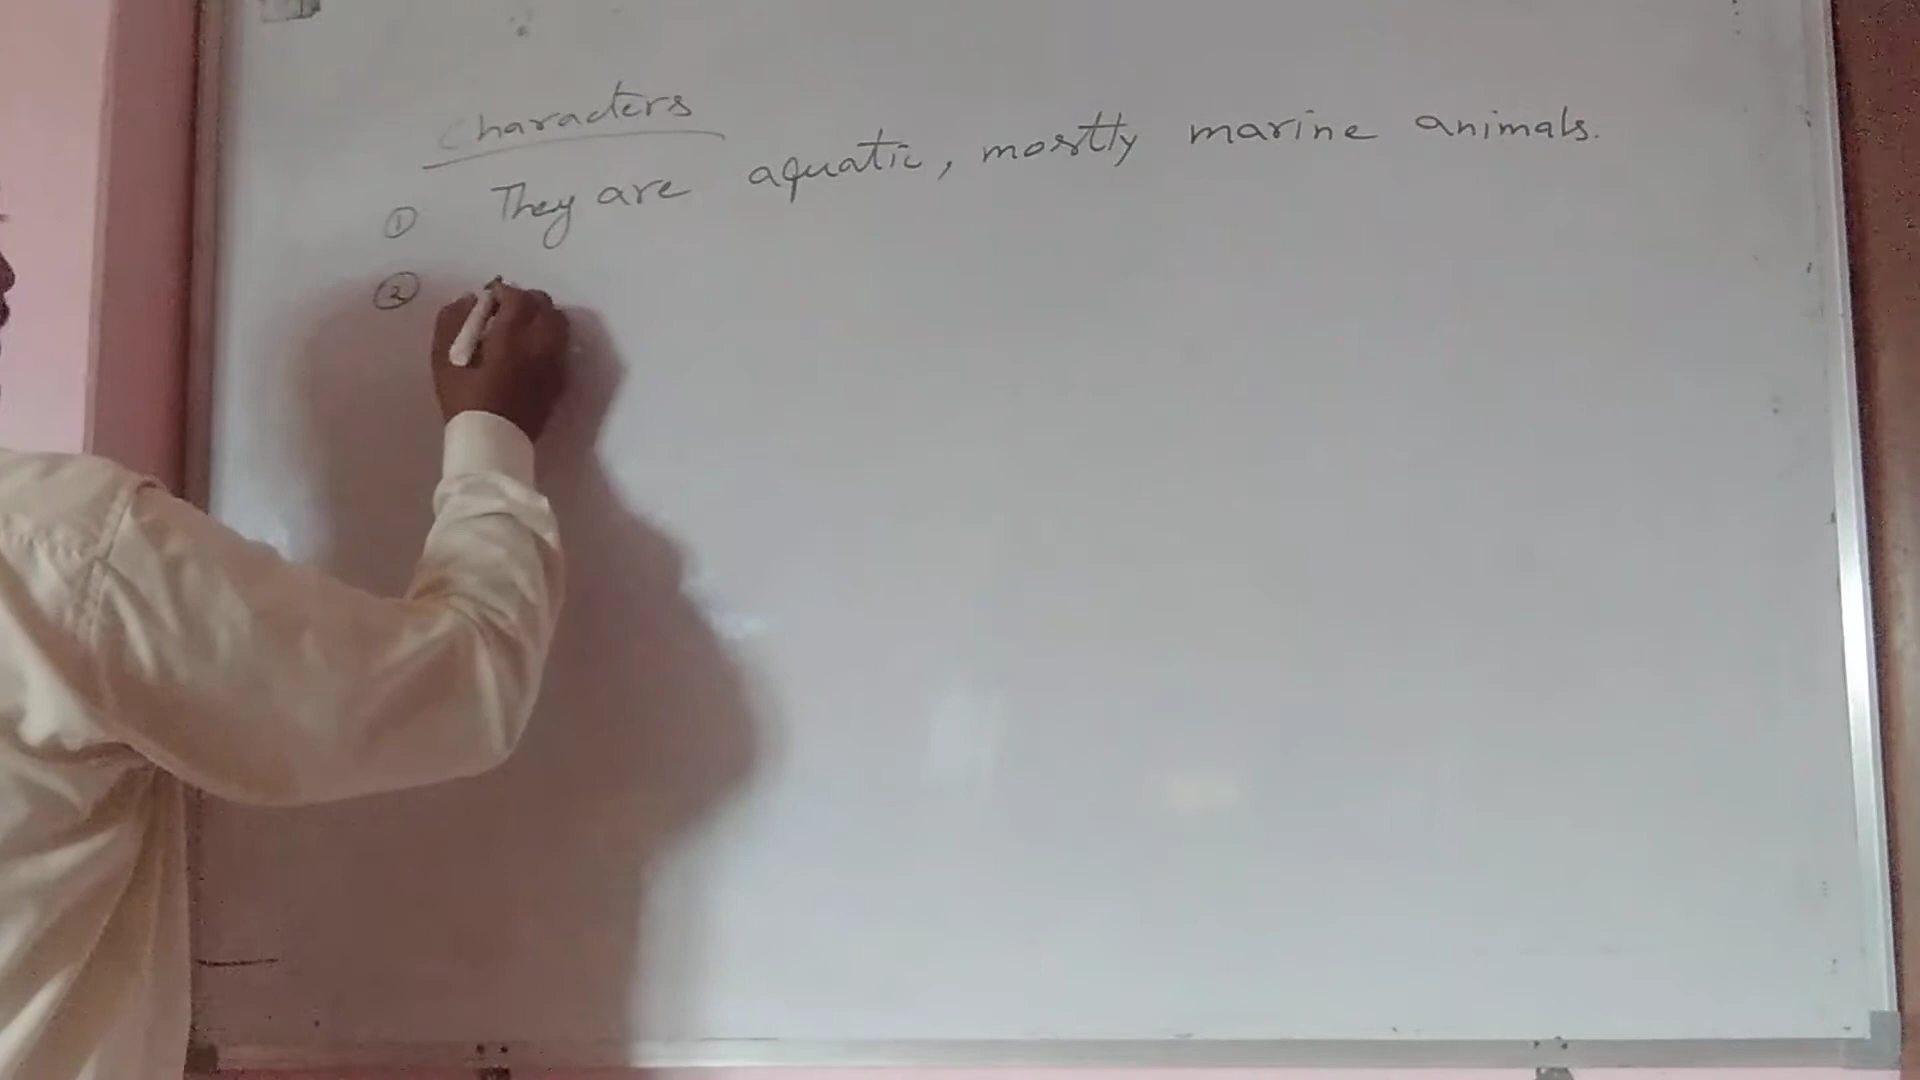 Characters
① They are aquatic, mostly marine animals.
②